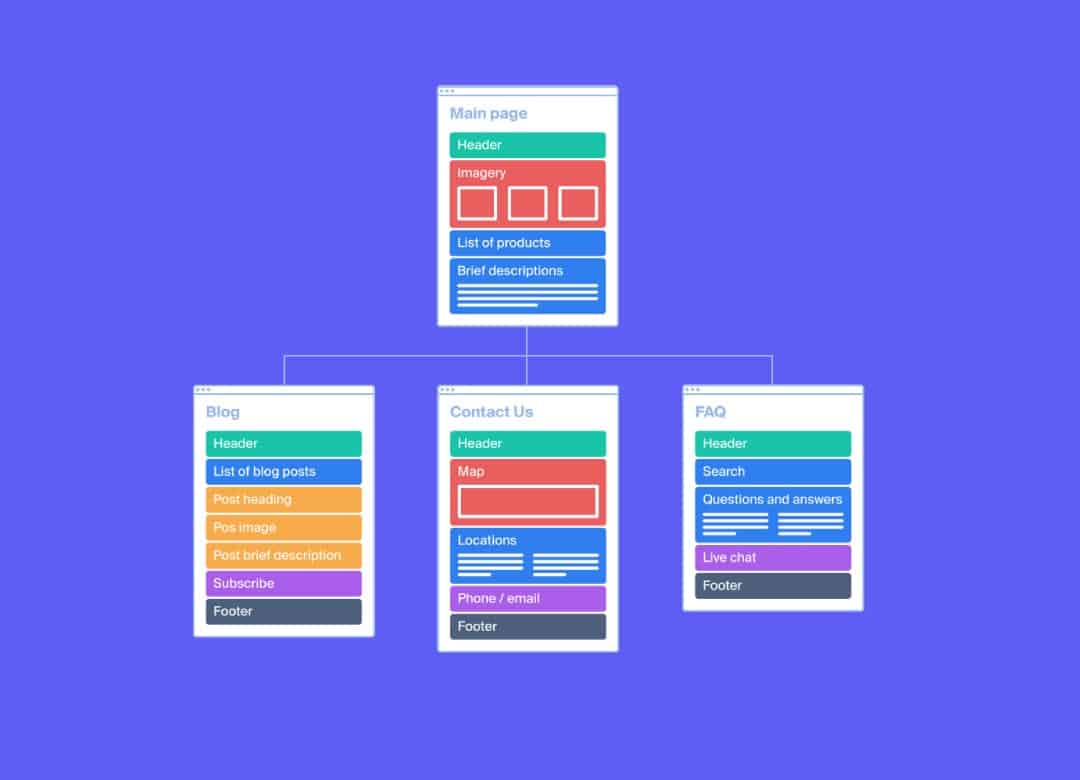 Main page
Header
Imagery
List of products
Brief descriptions
Blog
Header
List of blog posts
Post heading
Pos image
Post brief description
Subscribe
Footer
Contact Us
Header
Map
Locations
Phone / email
Footer
FAQ
Header
Search
Questions and answers
Live chat
Footer